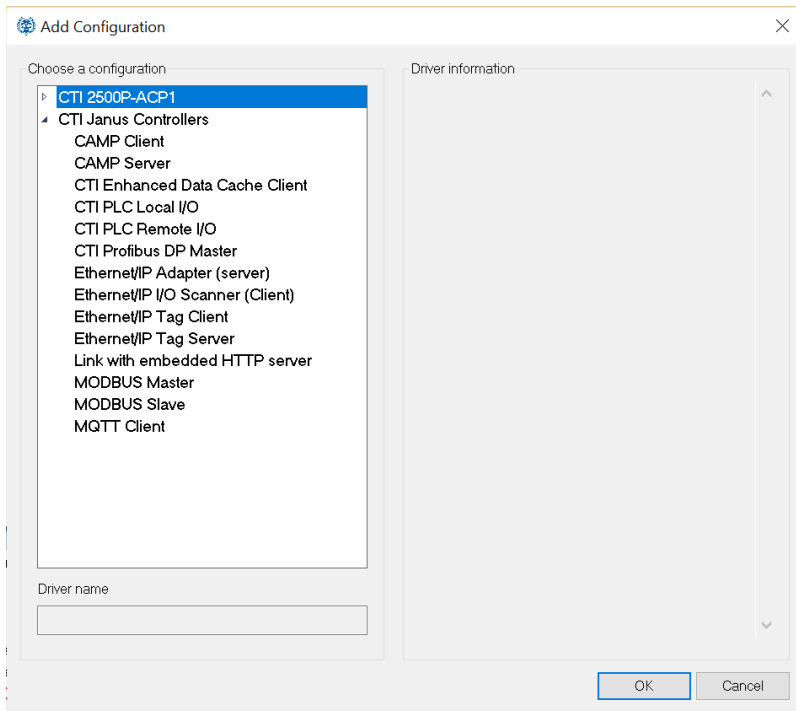 Add Configuration
Choose a configuration
CTI 2500P-ACP1
CTI Janus Controllers
CAMP Client
CAMP Server
CTI Enhanced Data Cache Client
CTI PLC Local I/O
CTI PLC Remote I/O
CTI Profibus DP Master
Ethernet/IP Adapter (server)
Ethernet/IP I/O Scanner (Client)
Ethernet/IP Tag Client
Ethernet/IP Tag Server
Link with embedded HTTP server
MODBUS Master
MODBUS Slave
MQTT Client
Driver name
Driver information
OK
Cancel